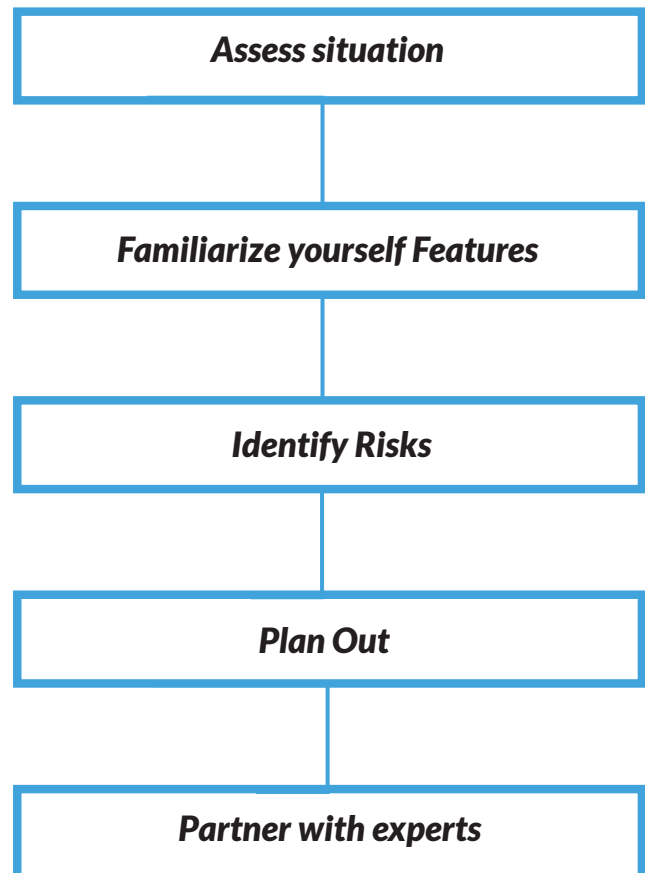 Assess situation
Familiarize yourself Features
Identify Risks
Plan Out
Partner with experts